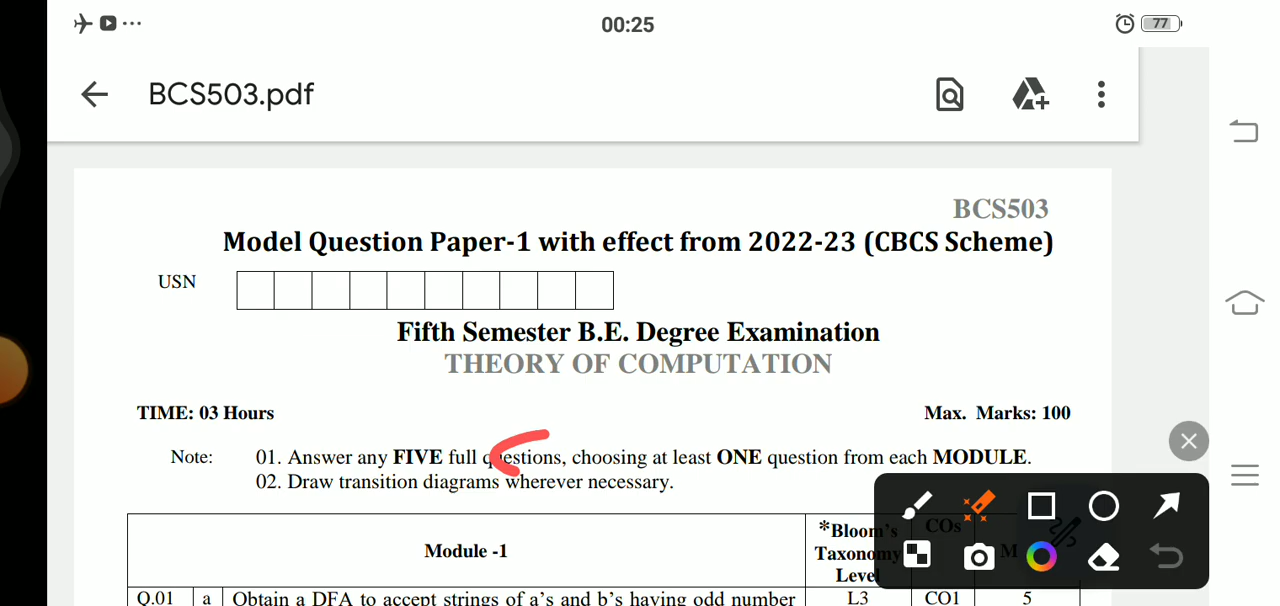 00:25
77
BCS503.pdf
BCS503
Model Question Paper-1 with effect from 2022-23 (CBCS Scheme)
USN
Fifth Semester B.E. Degree Examination
THEORY OF COMPUTATION
TIME: 03 Hours
Max. Marks: 100
Note: 01. Answer any FIVE full questions, choosing at least ONE question from each MODULE.
02. Draw transition diagrams wherever necessary.
Module -1
*Bloom's
Taxonomy
Level
COs
M
Q.01 a Obtain a DFA to accept strings of a's and b's having odd number L3 CO1 5